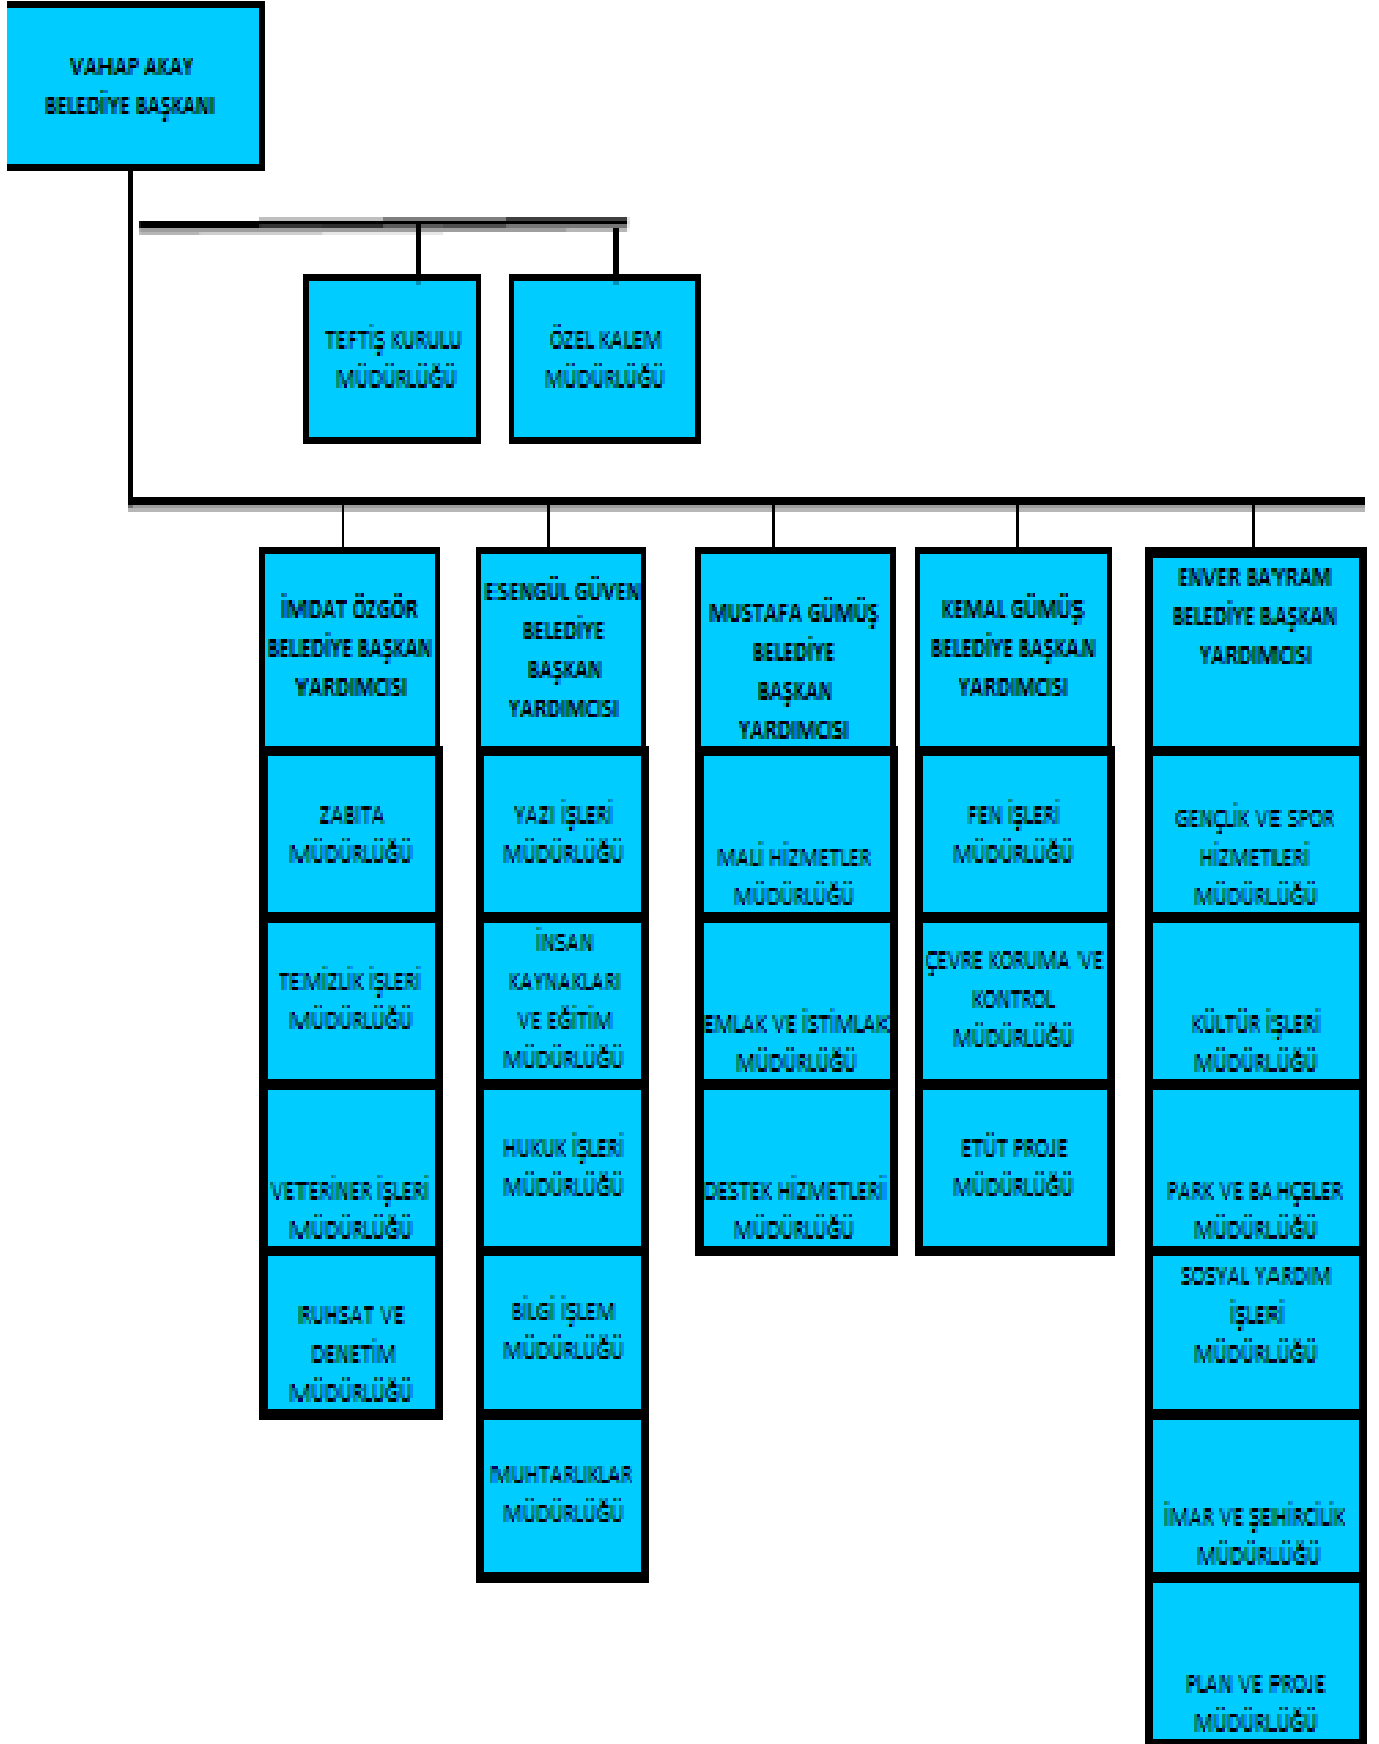 VAHAP AKAY
BELEDİYE BAŞKANI
TEFTİŞ KURULU
MÜDÜRLÜĞÜ
ÖZEL KALEM
MÜDÜRLÜĞÜ
İMDAT ÖZGÖR
BELEDİYE BAŞKAN
YARDIMCISI
ZABITA
MÜDÜRLÜĞÜ
TEMİZLİK İŞLERİ
MÜDÜRLÜĞÜ
VETERİNER İŞLERİ
MÜDÜRLÜĞÜ
RUHSAT VE
DENETİM
MÜDÜRLÜĞÜ
ESENGÜL GÜVEN
BELEDİYE
BAŞKAN
YARDIMCISI
YAZI İŞLERİ
MÜDÜRLÜĞÜ
İNSAN
KAYNAKLARI
VE EĞİTİM
MÜDÜRLÜĞÜ
HUKUK İŞLERİ
MÜDÜRLÜĞÜ
BİLGİ İŞLEM
MÜDÜRLÜĞÜ
MUHTARLIKLAR
MÜDÜRLÜĞÜ
MUSTAFA GÜMÜŞ
BELEDİYE
BAŞKAN
YARDIMCISI
MALİ HİZMETLER
MÜDÜRLÜĞÜ
EMLAK VE İSTİMLAK
MÜDÜRLÜĞÜ
DESTEK HİZMETLERİ
MÜDÜRLÜĞÜ
KEMAL GÜMÜŞ
BELEDİYE BAŞKAN
YARDIMCISI
FEN İŞLERİ
MÜDÜRLÜĞÜ
ÇEVRE KORUMA VE
KONTROL
MÜDÜRLÜĞÜ
ETÜT PROJE
MÜDÜRLÜĞÜ
ENVER BAYRAM
BELEDİYE BAŞKAN
YARDIMCISI
GENÇLİK VE SPOR
HİZMETLERİ
MÜDÜRLÜĞÜ
KÜLTÜR İŞLERİ
MÜDÜRLÜĞÜ
PARK VE BAHÇELER
MÜDÜRLÜĞÜ
SOSYAL YARDIM
İŞLERİ
MÜDÜRLÜĞÜ
İMAR VE ŞEHİRCİLİK
MÜDÜRLÜĞÜ
PLAN VE PROJE
MÜDÜRLÜĞÜ